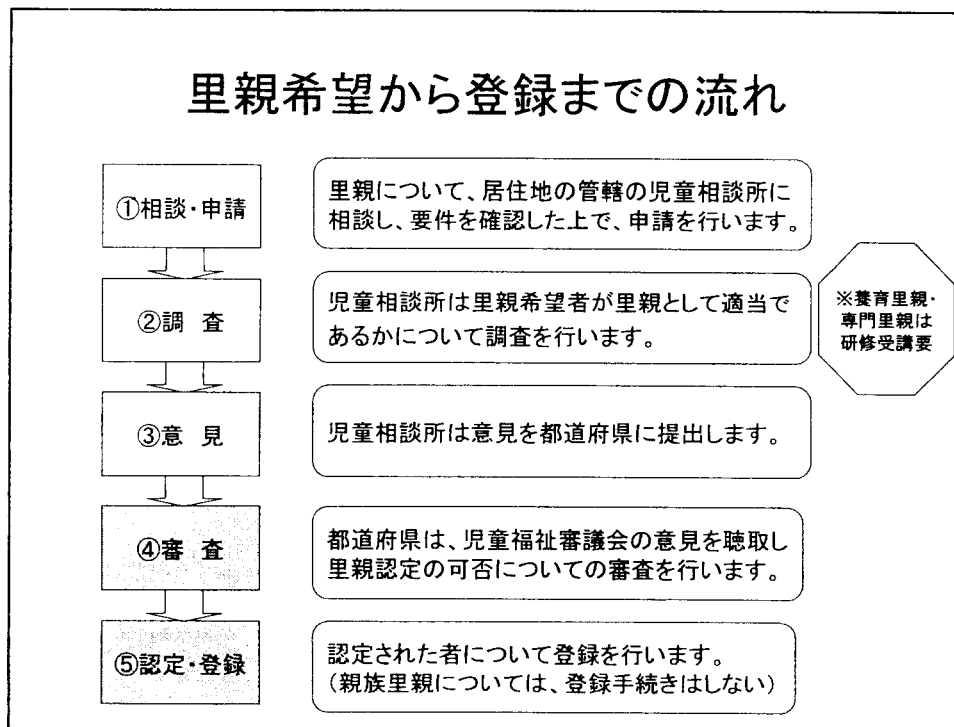 里親希望から登録までの流れ
①相談・申請
里親について、居住地の管轄の児童相談所に
相談し、要件を確認した上で、申請を行います。
②調　査
児童相談所は里親希望者が里親として適当で
あるかについて調査を行います。
※養育里親・
専門里親は
研修受講要
③意　見
児童相談所は意見を都道府県に提出します。
④審　査
都道府県は、児童福祉審議会の意見を聴取し
里親認定の可否についての審査を行います。
⑤認定・登録
認定された者について登録を行います。
（親族里親については、登録手続きはしない）